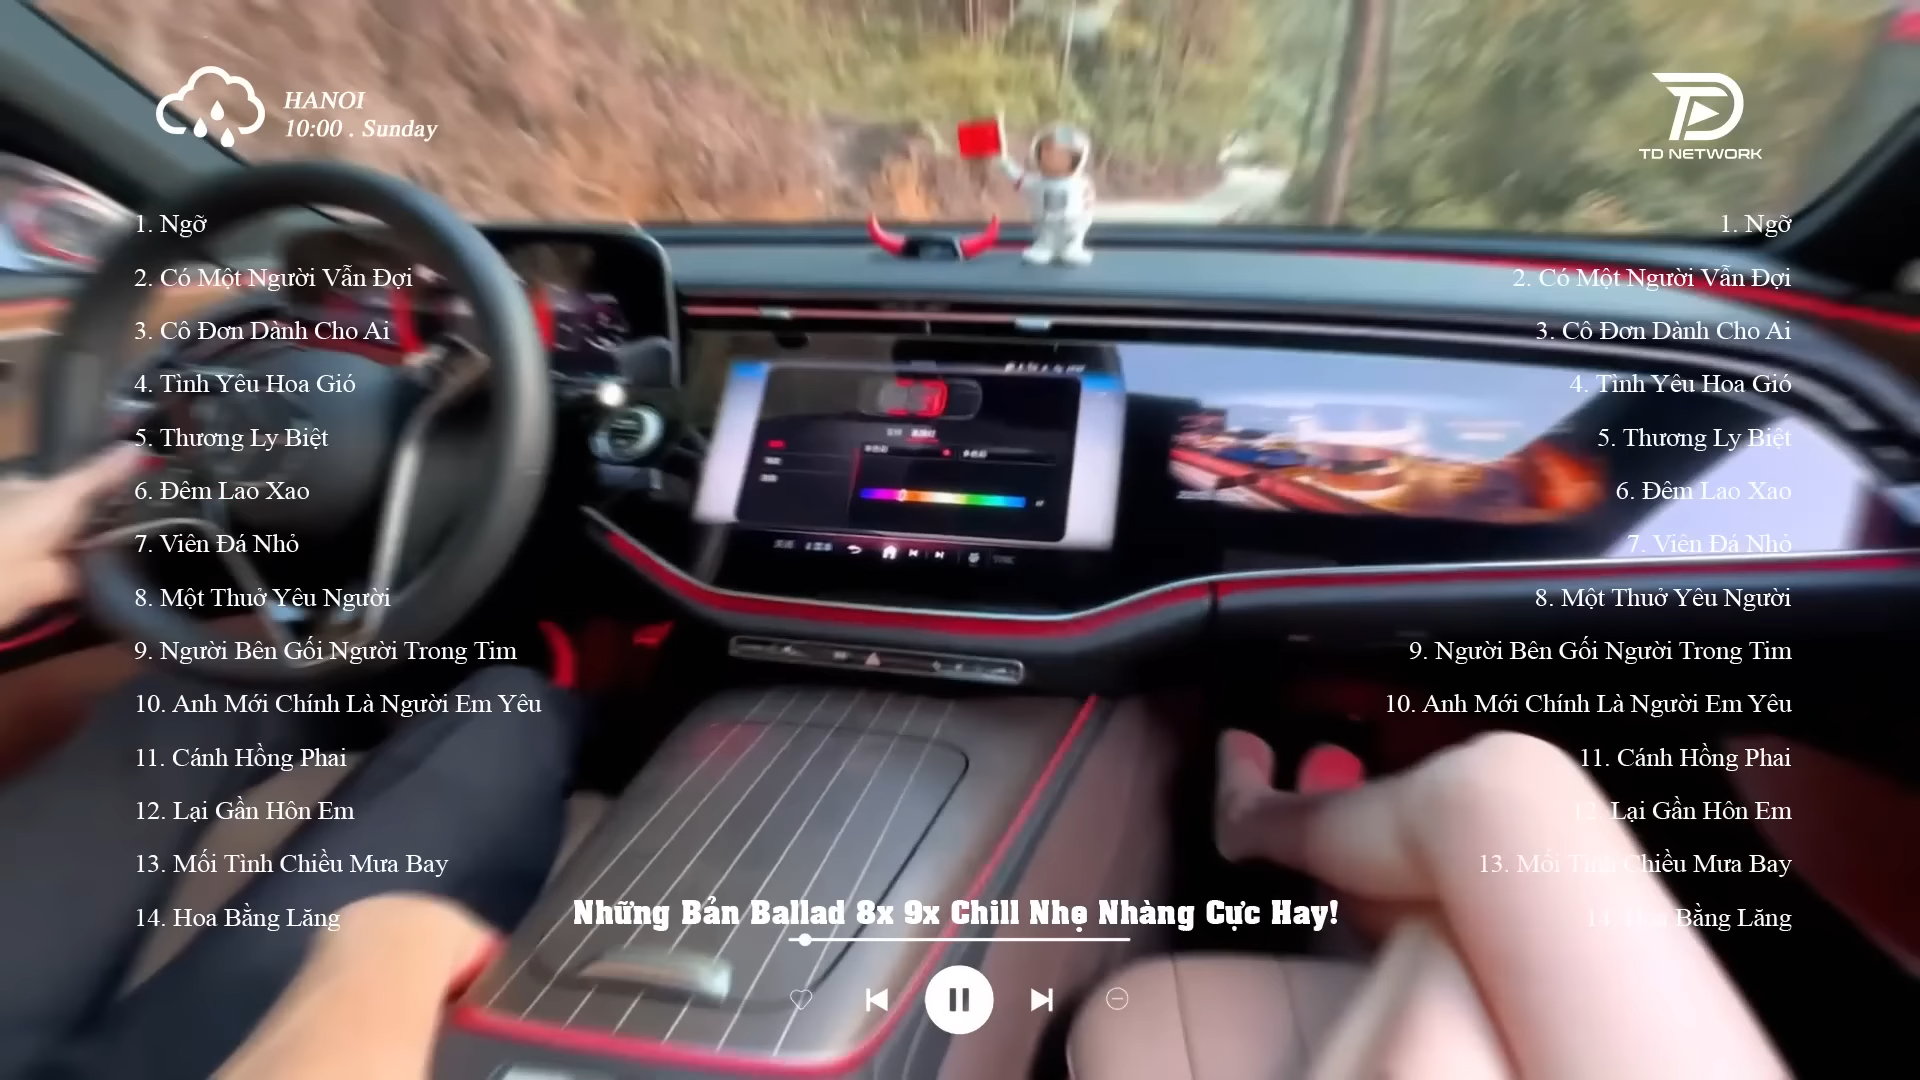 HANOI
10:00 . Sunday
TD NETWORK
1. Ngỡ
2. Có Một Người Vẫn Đợi
3. Cô Đơn Dành Cho Ai
4. Tình Yêu Hoa Gió
5. Thương Ly Biệt
6. Đêm Lao Xao
7. Viên Đá Nhỏ
8. Một Thuở Yêu Người
9. Người Bên Gối Người Trong Tim
10. Anh Mới Chính Là Người Em Yêu
11. Cánh Hồng Phai
12. Lại Gần Hôn Em
13. Mối Tình Chiều Mưa Bay
14. Hoa Bằng Lăng
1. Ngỡ
2. Có Một Người Vẫn Đợi
3. Cô Đơn Dành Cho Ai
4. Tình Yêu Hoa Gió
5. Thương Ly Biệt
6. Đêm Lao Xao
7. Viên Đá Nhỏ
8. Một Thuở Yêu Người
9. Người Bên Gối Người Trong Tim
10. Anh Mới Chính Là Người Em Yêu
11. Cánh Hồng Phai
12. Lại Gần Hôn Em
13. Mối Tình Chiều Mưa Bay
14. Hoa Bằng Lăng
Những Bản Ballad 8x 9x Chill Nhẹ Nhàng Cực Hay!